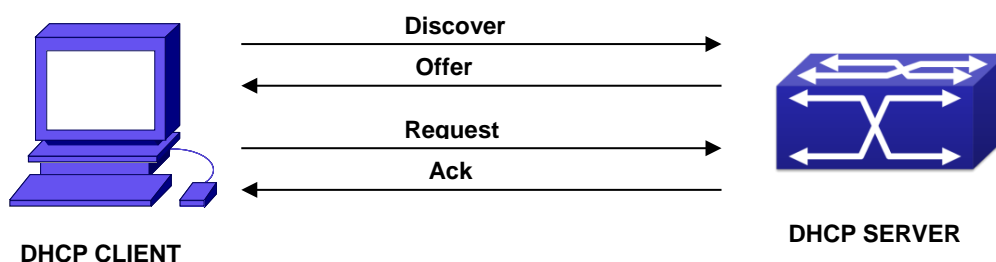 Discover
Offer
Request
Ack
DHCP SERVER
DHCP CLIENT